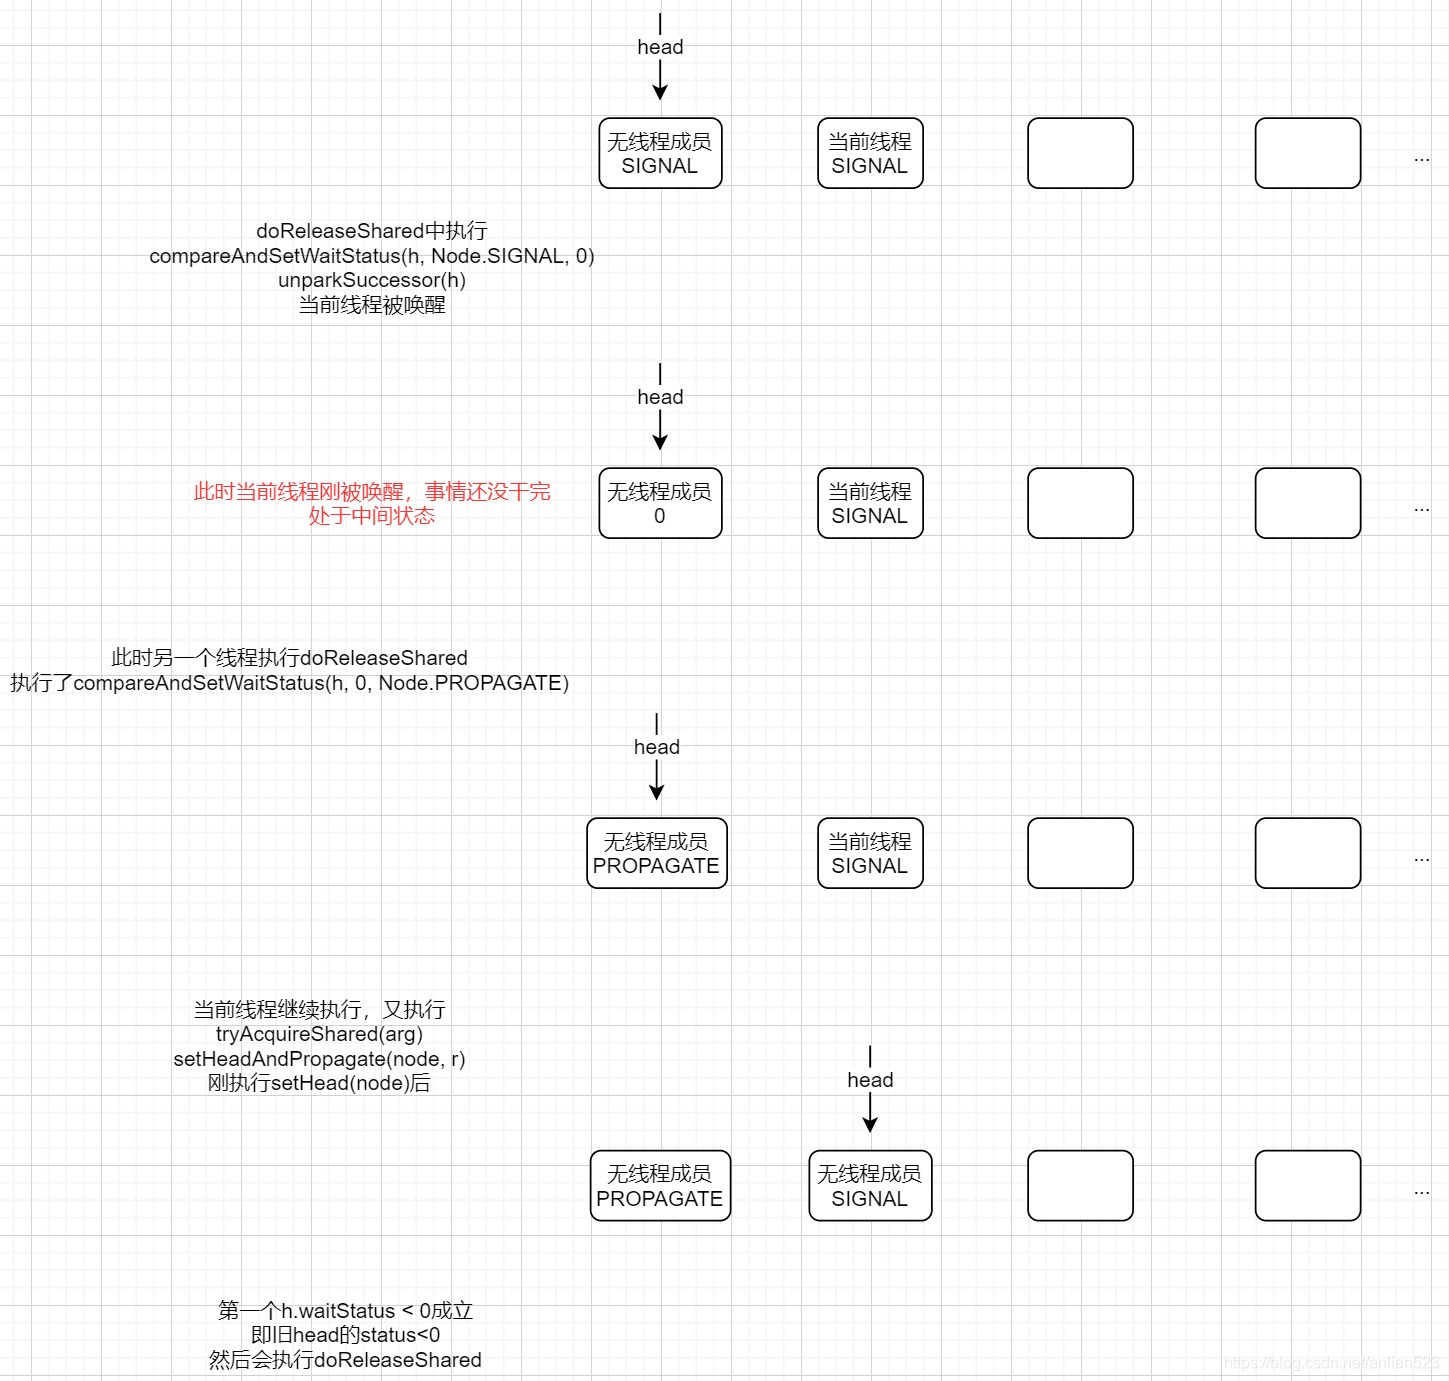 head
无线程成员
SIGNAL
当前线程
SIGNAL
...
doReleaseShared中执行
compareAndSetWaitStatus(h, Node.SIGNAL, 0)
unparkSuccessor(h)
当前线程被唤醒
head
此时当前线程刚被唤醒，事情还没干完
处于中间状态
无线程成员
0
当前线程
SIGNAL
...
此时另一个线程执行doReleaseShared
执行了compareAndSetWaitStatus(h, 0, Node.PROPAGATE)
head
无线程成员
PROPAGATE
当前线程
SIGNAL
...
当前线程继续执行，又执行
tryAcquireShared(arg)
setHeadAndPropagate(node, r)
刚执行setHead(node)后
head
无线程成员
PROPAGATE
无线程成员
SIGNAL
...
第一个h.waitStatus < 0成立
即旧head的status<0
然后会执行doReleaseShared
https://blog.csdn.net/anlian523